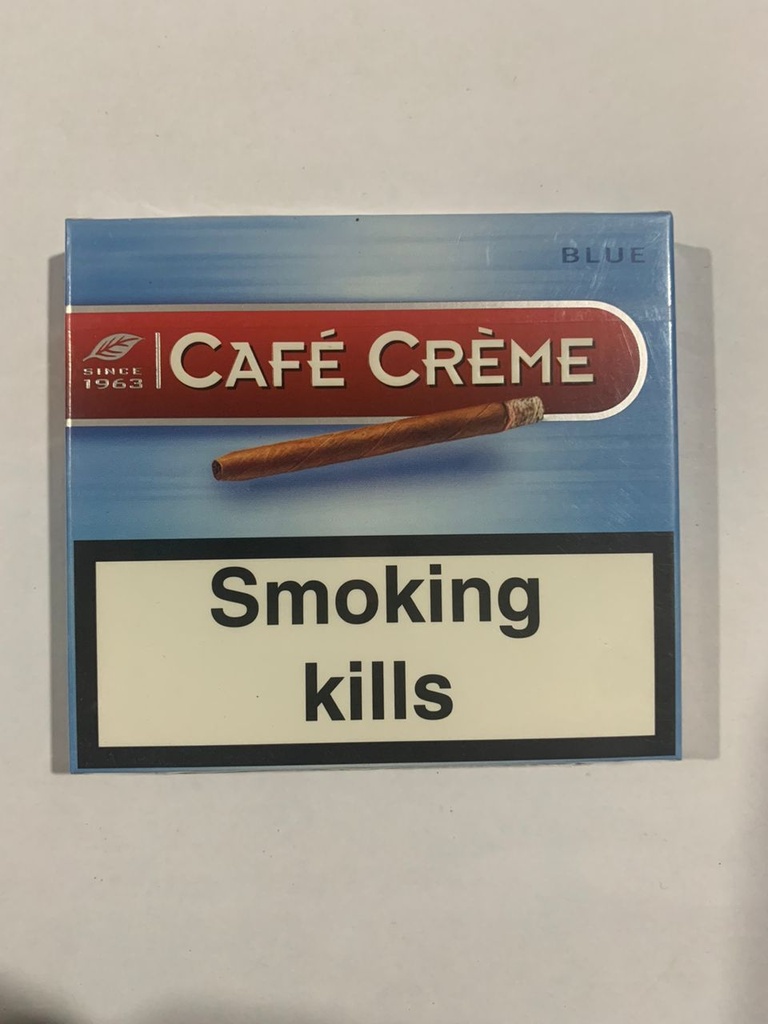 BLUE
SINCE
1963
CAFÉ CRÈME
Smoking
kills